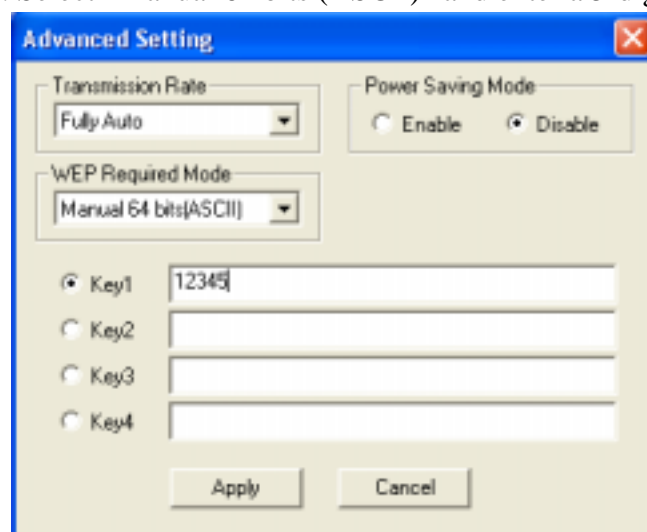 Advanced Setting
Transmission Rate
Fully Auto
Power Saving Mode
Enable
Disable
WEP Required Mode
Manual 64 bits(ASCII)
Key1
12345
Key2
Key3
Key4
Apply
Cancel